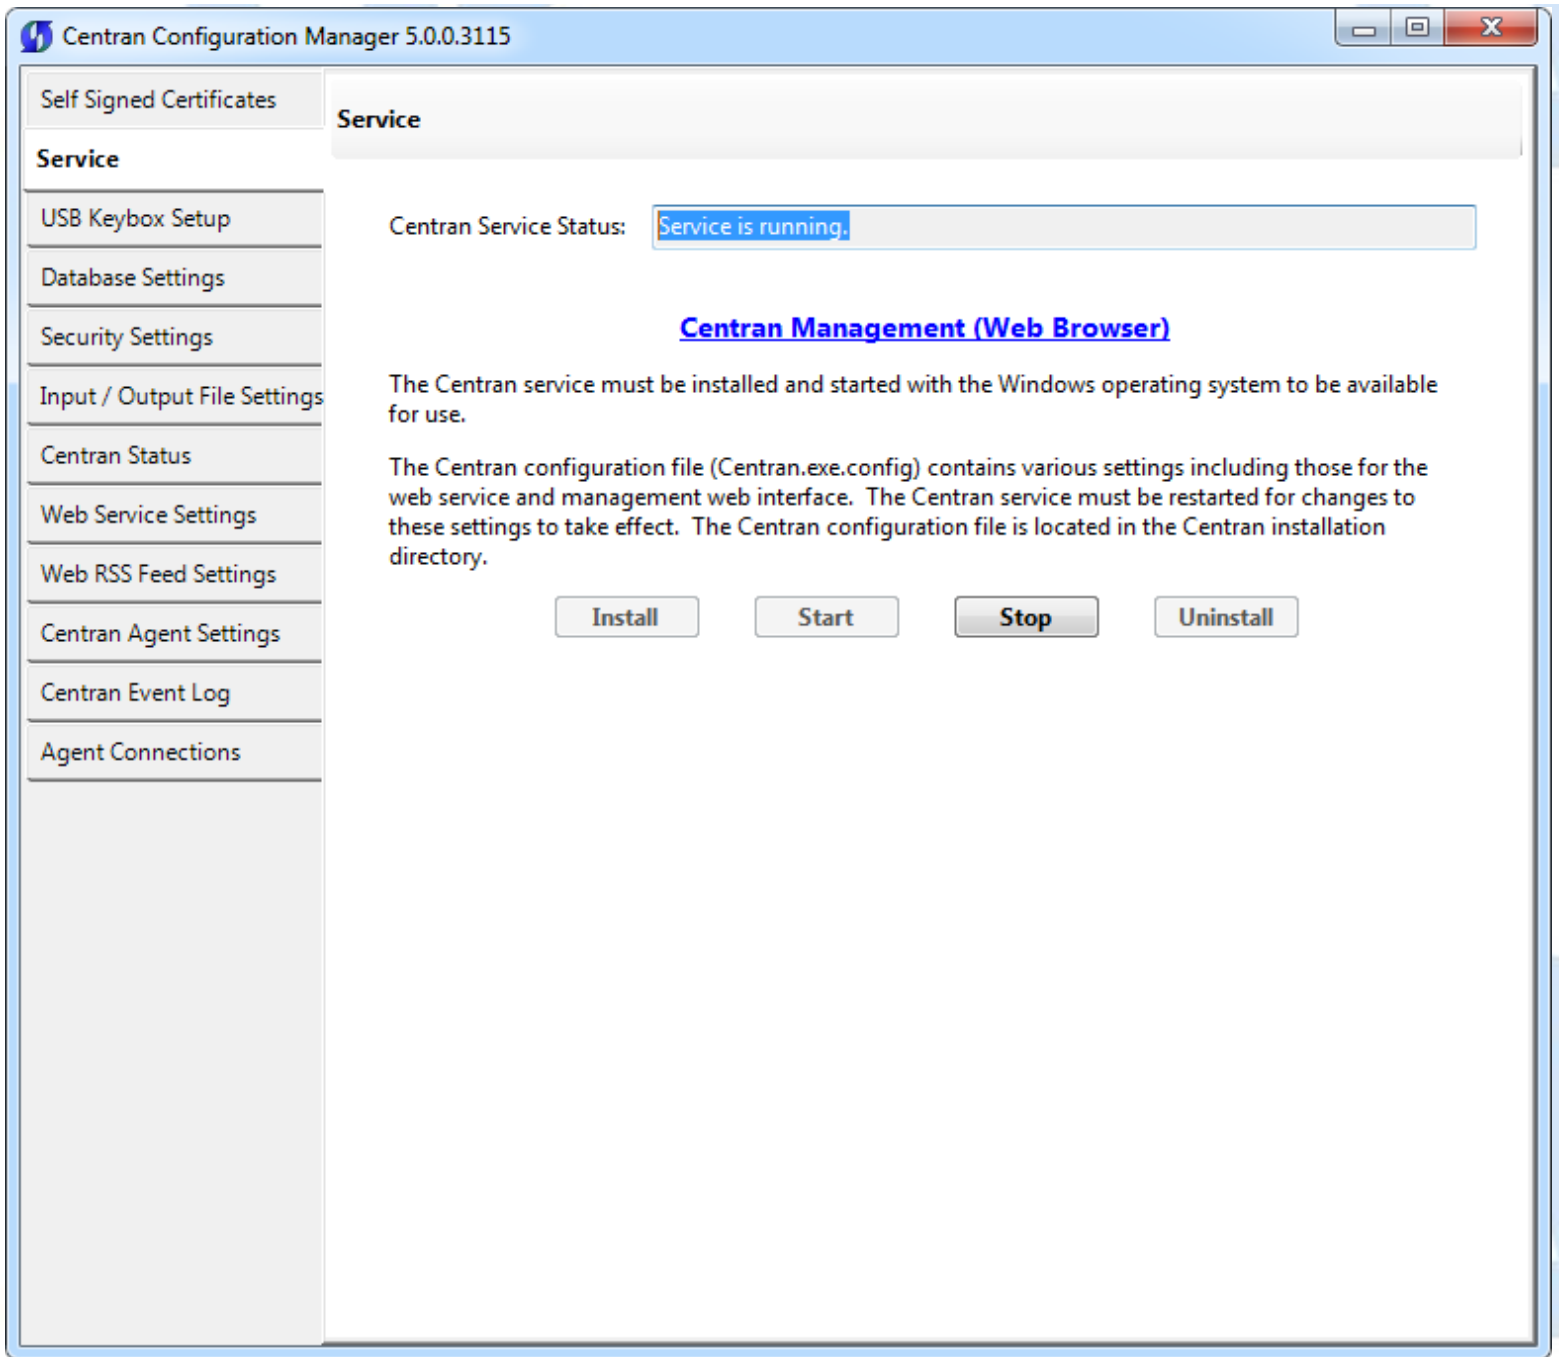 Centran Configuration Manager 5.0.0.3115
Self Signed Certificates
Service
USB Keybox Setup
Database Settings
Security Settings
Input / Output File Settings
Centran Status
Web Service Settings
Web RSS Feed Settings
Centran Agent Settings
Centran Event Log
Agent Connections
Service
Centran Service Status:
Service is running.
Centran Management (Web Browser)
The Centran service must be installed and started with the Windows operating system to be available
for use.
The Centran configuration file (Centran.exe.config) contains various settings including those for the
web service and management web interface.  The Centran service must be restarted for changes to
these settings to take effect.  The Centran configuration file is located in the Centran installation
directory.
Install
Start
Stop
Uninstall